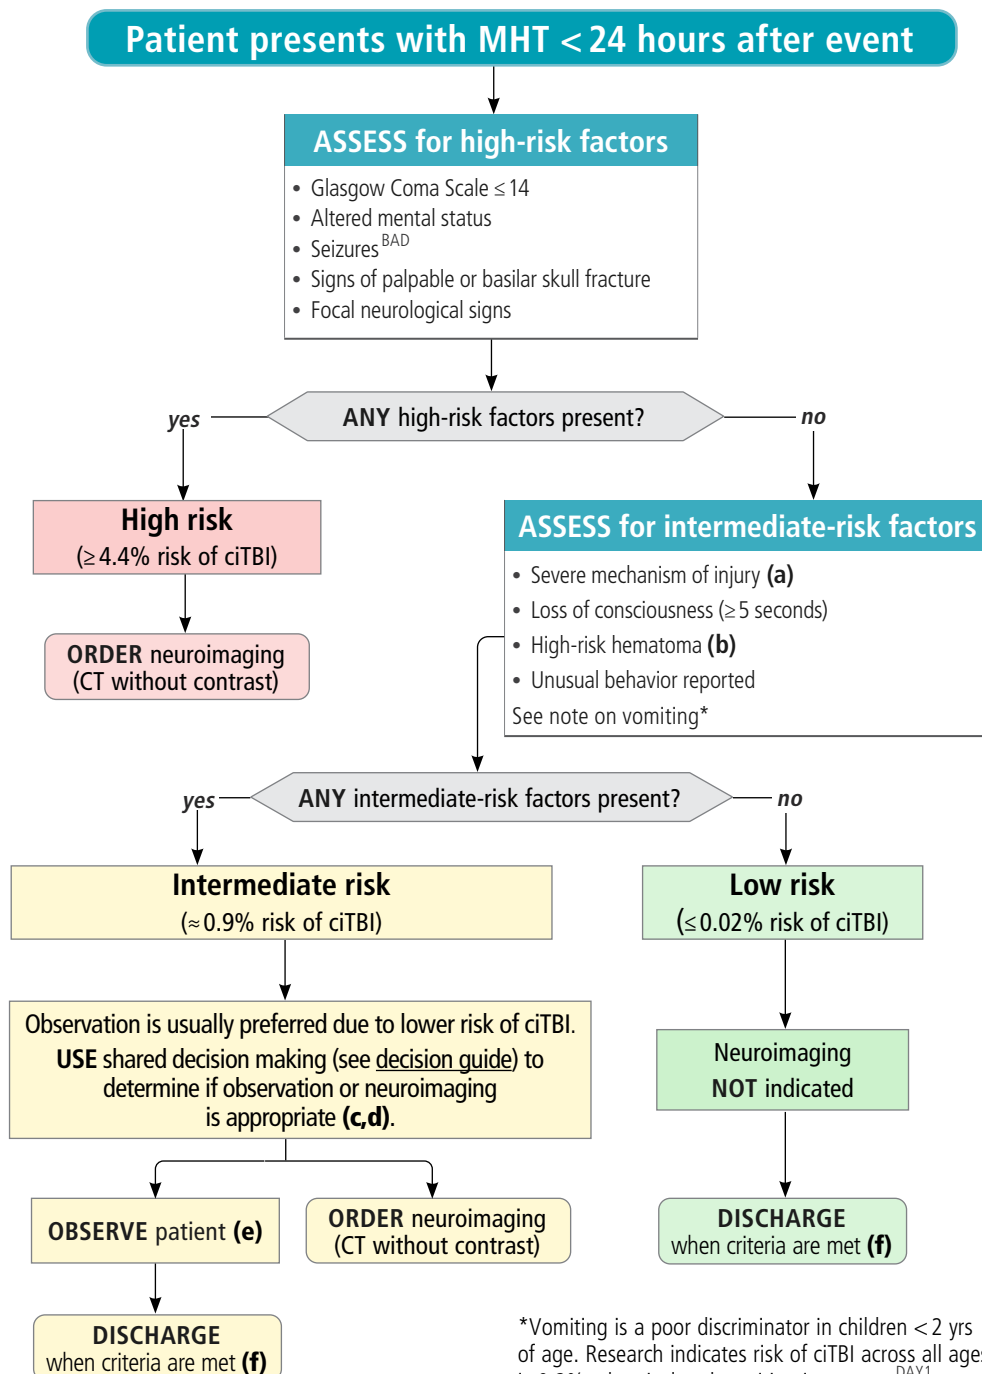 Patient presents with MHT < 24 hours after event
ASSESS for high-risk factors
• Glasgow Coma Scale ≤ 14
• Altered mental status
• Seizures BAD
• Signs of palpable or basilar skull fracture
• Focal neurological signs
yes
ANY high-risk factors present?
no
High risk
(≥ 4.4% risk of ciTBI)
ORDER neuroimaging
(CT without contrast)
ASSESS for intermediate-risk factors
• Severe mechanism of injury (a)
• Loss of consciousness (≥ 5 seconds)
• High-risk hematoma (b)
• Unusual behavior reported
See note on vomiting*
yes
ANY intermediate-risk factors present?
no
Intermediate risk
(≈ 0.9% risk of ciTBI)
Observation is usually preferred due to lower risk of ciTBI.
USE shared decision making (see decision guide) to
determine if observation or neuroimaging
is appropriate (c,d).
OBSERVE patient (e)
DISCHARGE
when criteria are met (f)
ORDER neuroimaging
(CT without contrast)
Low risk
(≤ 0.02% risk of ciTBI)
Neuroimaging
NOT indicated
DISCHARGE
when criteria are met (f)
*Vomiting is a poor discriminator in children < 2 yrs
of age. Research indicates risk of ciTBI across all ages
DAY1